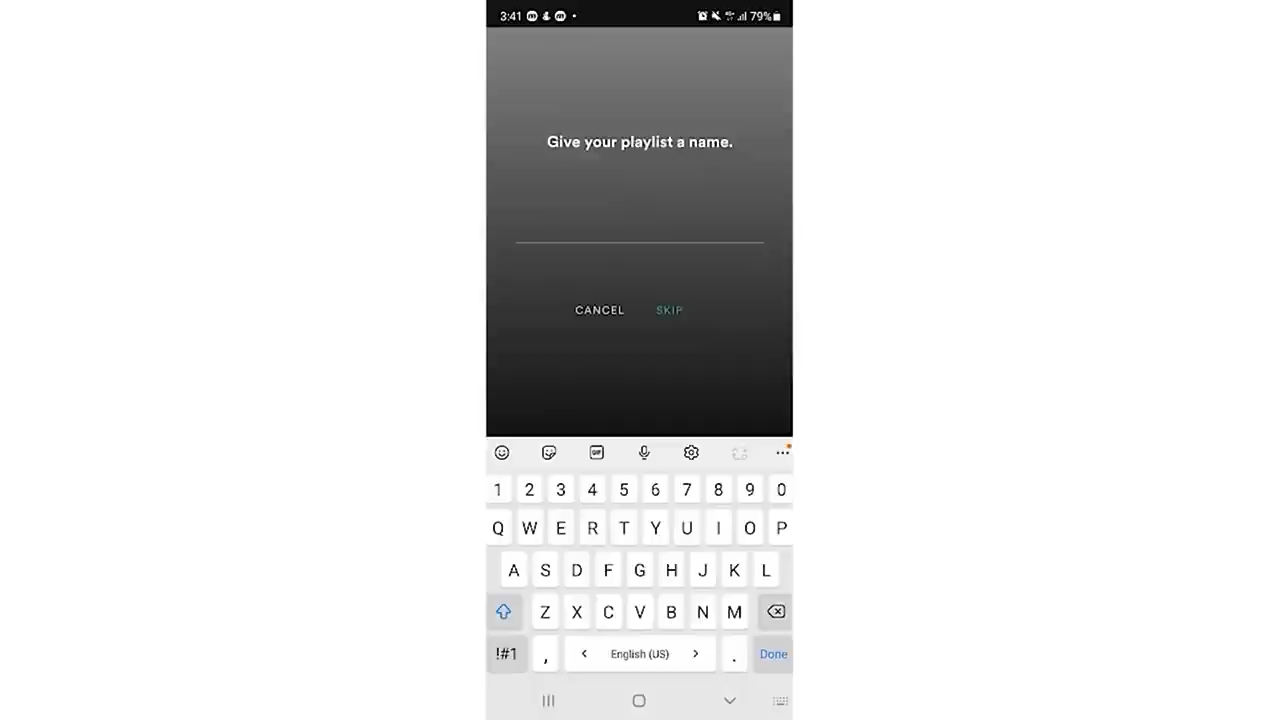 3:41 79%
Give your playlist a name.
CANCEL SKIP
GIF
1 2 3 4 5 6 7 8 9 0
Q W E R T Y U I O P
A S D F G H J K L
Z X C V B N M
!#1 , < English (US) > . Done